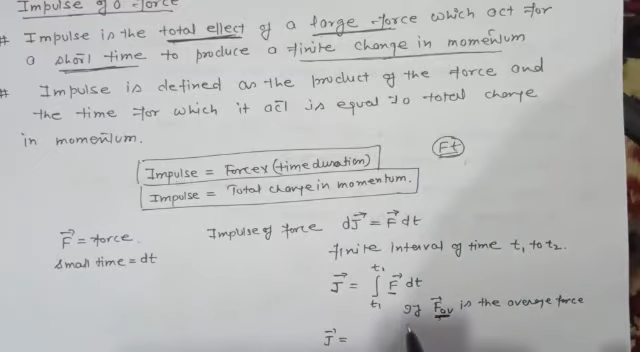 Impulse of a force
# Impulse is the total effect of a large force which act for
a short time to produce a finite change in momentum
# Impulse is defined as the product of the force and
the time for which it act is equal to total change
in momentum.
Ft
Impulse = Force x (time duration)
Impulse = Total change in momentum.
F⃗ = force. Impulse of force dJ⃗ = F⃗ dt
small time = dt finite interval of time t₁ to t₂.
J⃗ = ∫ F⃗ dt
If F⃗av is the average force
J⃗ =